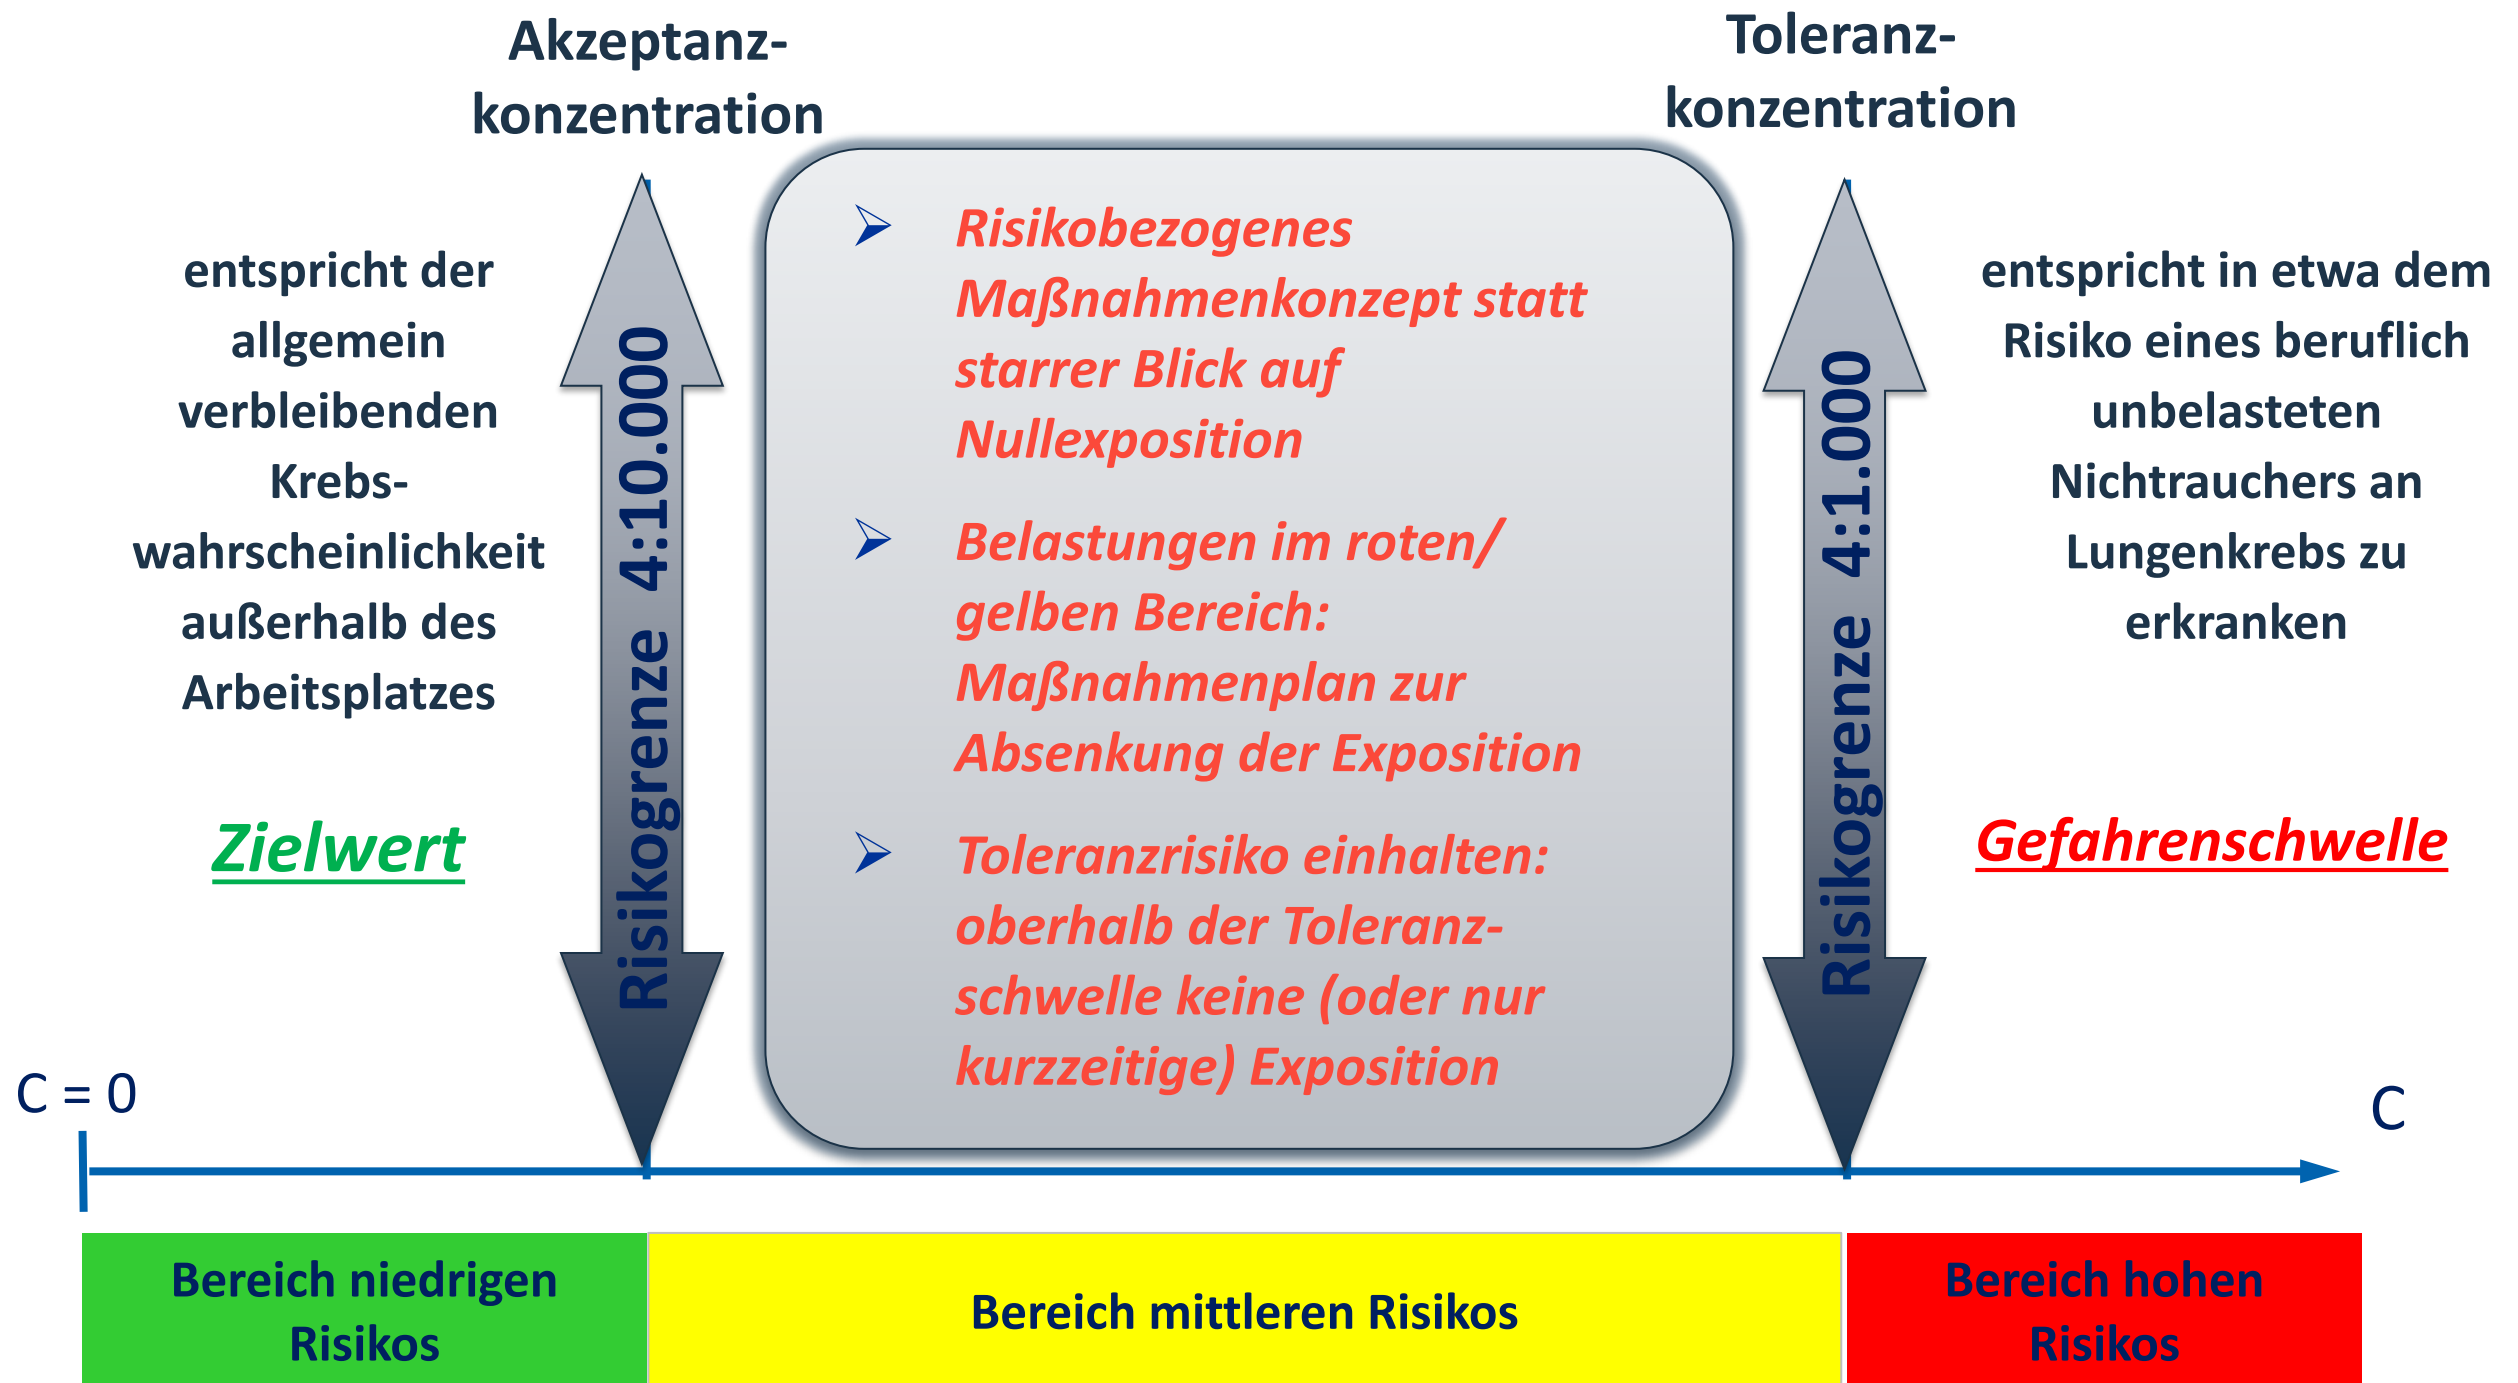 Akzeptanz-
konzentration
Toleranz-
konzentration
entspricht der
allgemein
verbleibenden
Krebs-
wahrscheinlichkeit
außerhalb des
Arbeitsplatzes
Zielwert
Risikogrenze 4:10.000
Risikobezogenes
Maßnahmenkonzept statt
starrer Blick auf
Nullexposition
Belastungen im roten/
gelben Bereich:
Maßnahmenplan zur
Absenkung der Exposition
Toleranzrisiko einhalten:
oberhalb der Toleranz-
schwelle keine (oder nur
kurzzeitige) Exposition
Risikogrenze 4:1.000
entspricht in etwa dem
Risiko eines beruflich
unbelasteten
Nichtrauchers an
Lungenkrebs zu
erkranken
Gefahrenschwelle
C = 0
C
Bereich niedrigen
Risikos
Bereich mittleren Risikos
Bereich hohen
Risikos